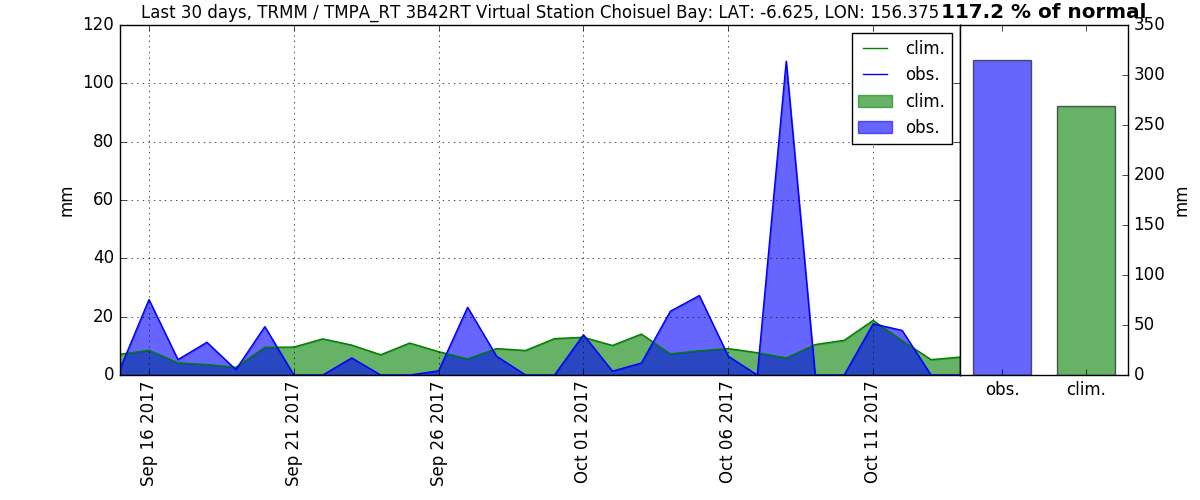 Last 30 days, TRMM / TMPA_RT 3B42RT Virtual Station Choisuel Bay: LAT: -6.625, LON: 156.375
117.2 % of normal
120
100
80
60
40
20
0
mm
clim.
obs.
clim.
obs.
350
300
250
200
150
100
50
0
mm
Sep 16 2017
Sep 21 2017
Sep 26 2017
Oct 01 2017
Oct 06 2017
Oct 11 2017
obs.
clim.